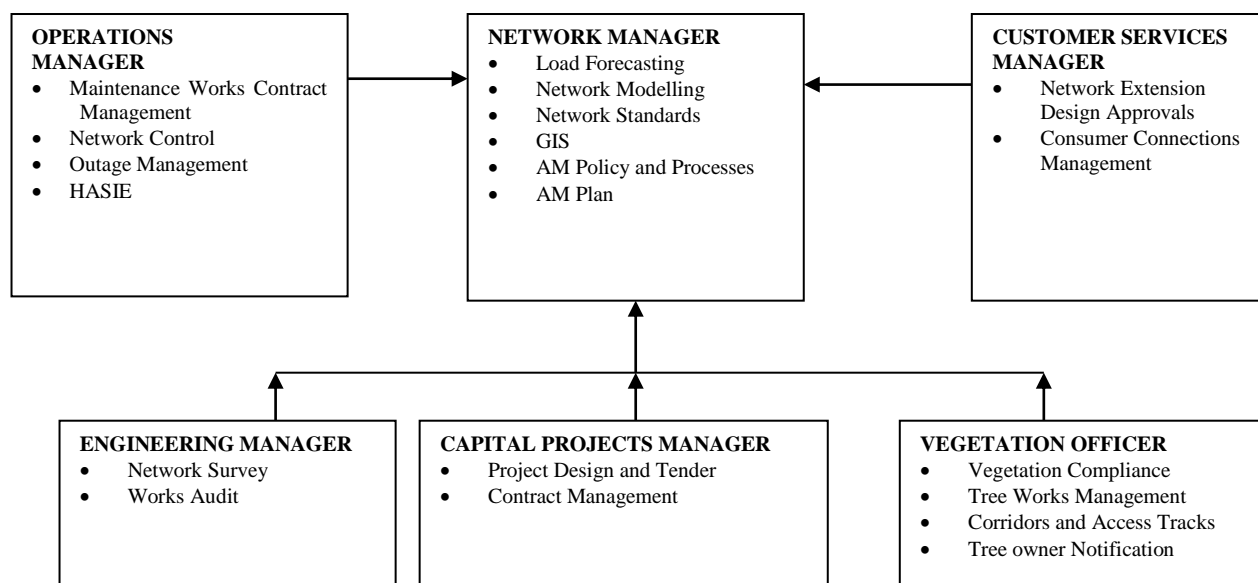 OPERATIONS
MANAGER
• Maintenance Works Contract
Management
• Network Control
• Outage Management
• HASIE
NETWORK MANAGER
• Load Forecasting
• Network Modelling
• Network Standards
• GIS
• AM Policy and Processes
• AM Plan
CUSTOMER SERVICES
MANAGER
• Network Extension
Design Approvals
• Consumer Connections
Management
ENGINEERING MANAGER
• Network Survey
• Works Audit
CAPITAL PROJECTS MANAGER
• Project Design and Tender
• Contract Management
VEGETATION OFFICER
• Vegetation Compliance
• Tree Works Management
• Corridors and Access Tracks
• Tree owner Notification